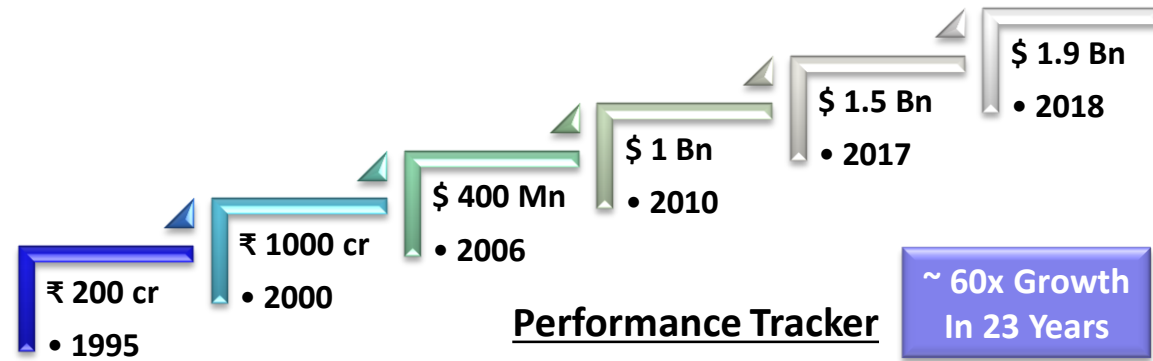 ₹ 200 cr
• 1995
₹ 1000 cr
• 2000
$ 400 Mn
• 2006
$ 1 Bn
• 2010
$ 1.5 Bn
• 2017
$ 1.9 Bn
• 2018
Performance Tracker
~ 60x Growth
In 23 Years